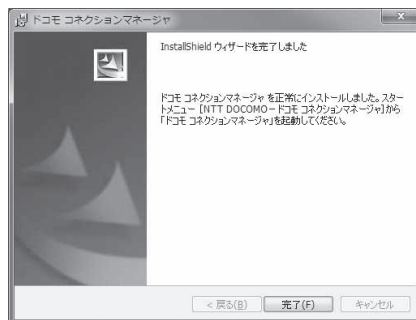 ドコモ コネクションマネージャ
InstallShield ウィザードを完了しました
ドコモ コネクションマネージャ を正常にインストールしました。スター
トメニュー [NTT DOCOMO－ドコモ コネクションマネージャ]から
「ドコモ コネクションマネージャ」を起動してください。
< 戻る(B)
完了(F)
キャンセル